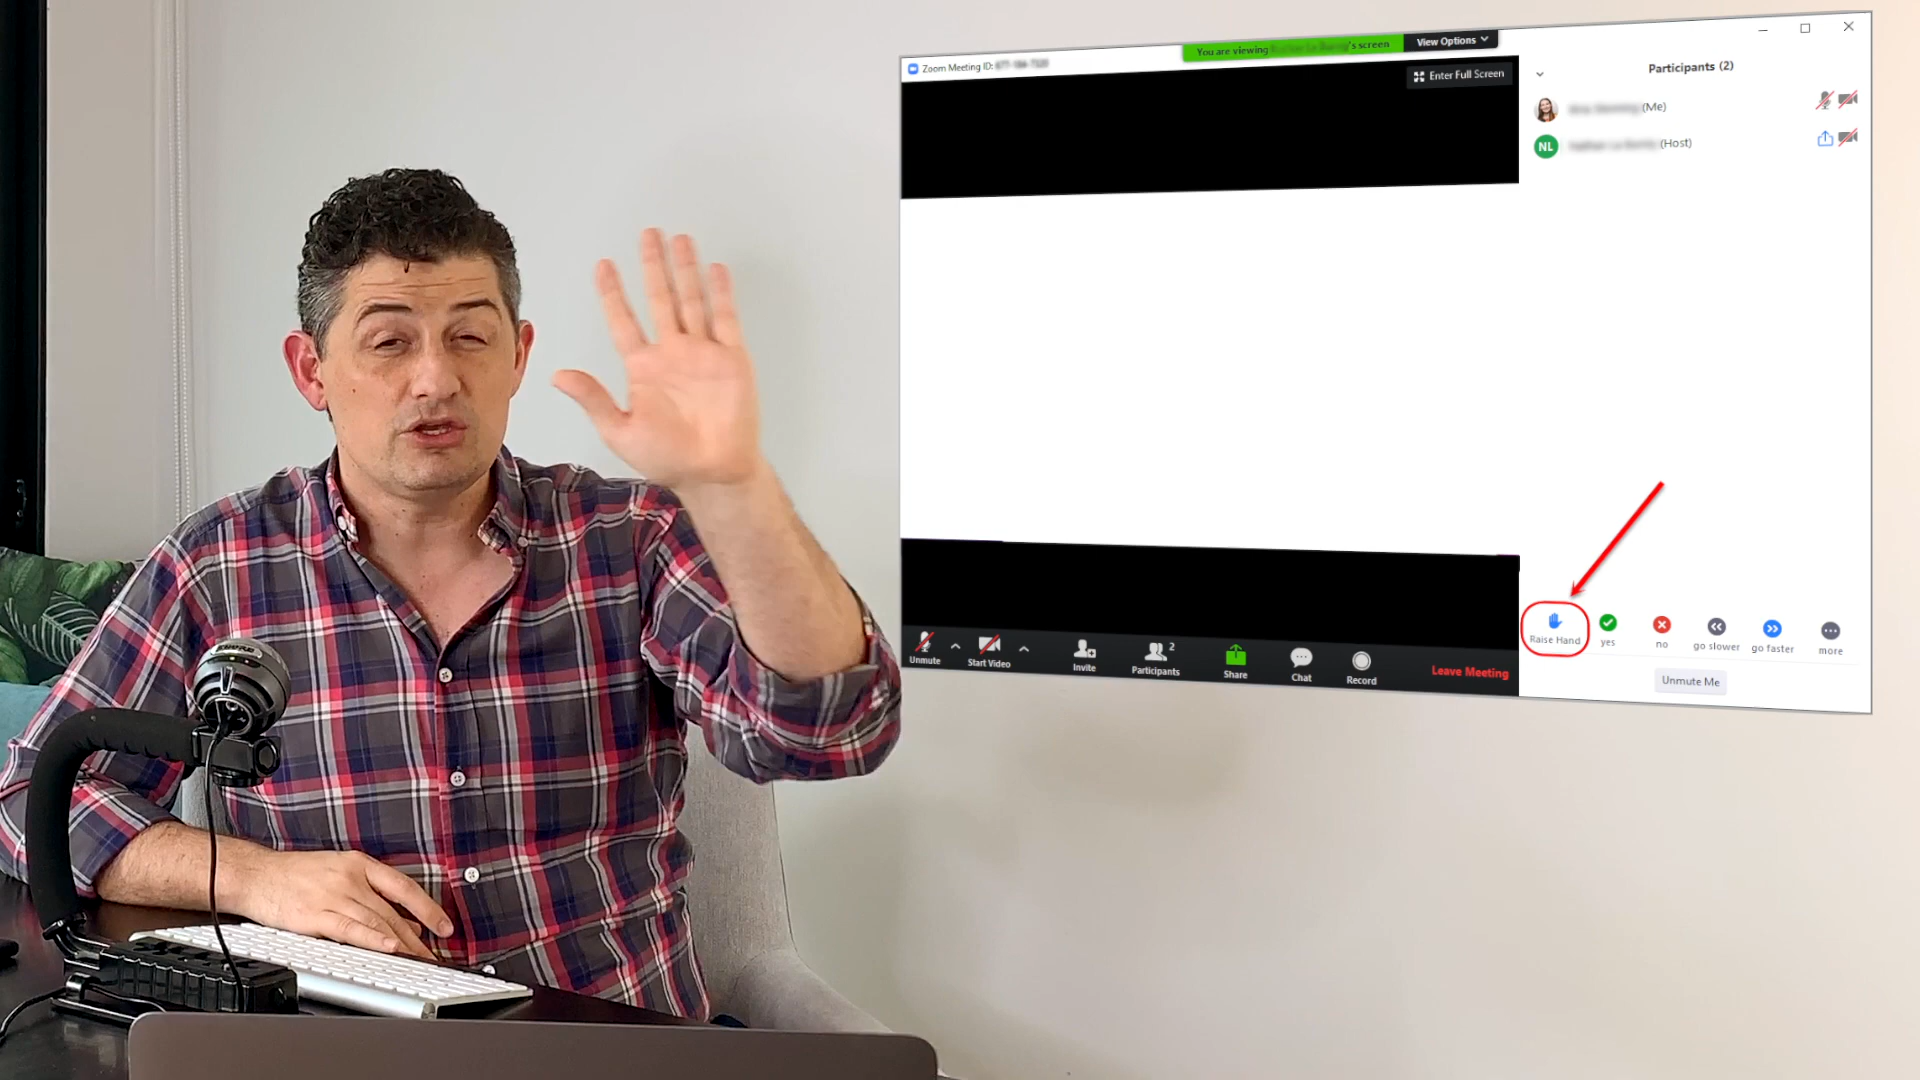 Zoom Meeting ID:
You are viewing 's screen
View Options
Enter Full Screen
Participants (2)
(Me)
NL (Host)
Raise Hand
yes
no
go slower
go faster
more
Unmute Me
Unmute
Start Video
Invite
2
Participants
Share
Chat
Record
Leave Meeting
SHURE